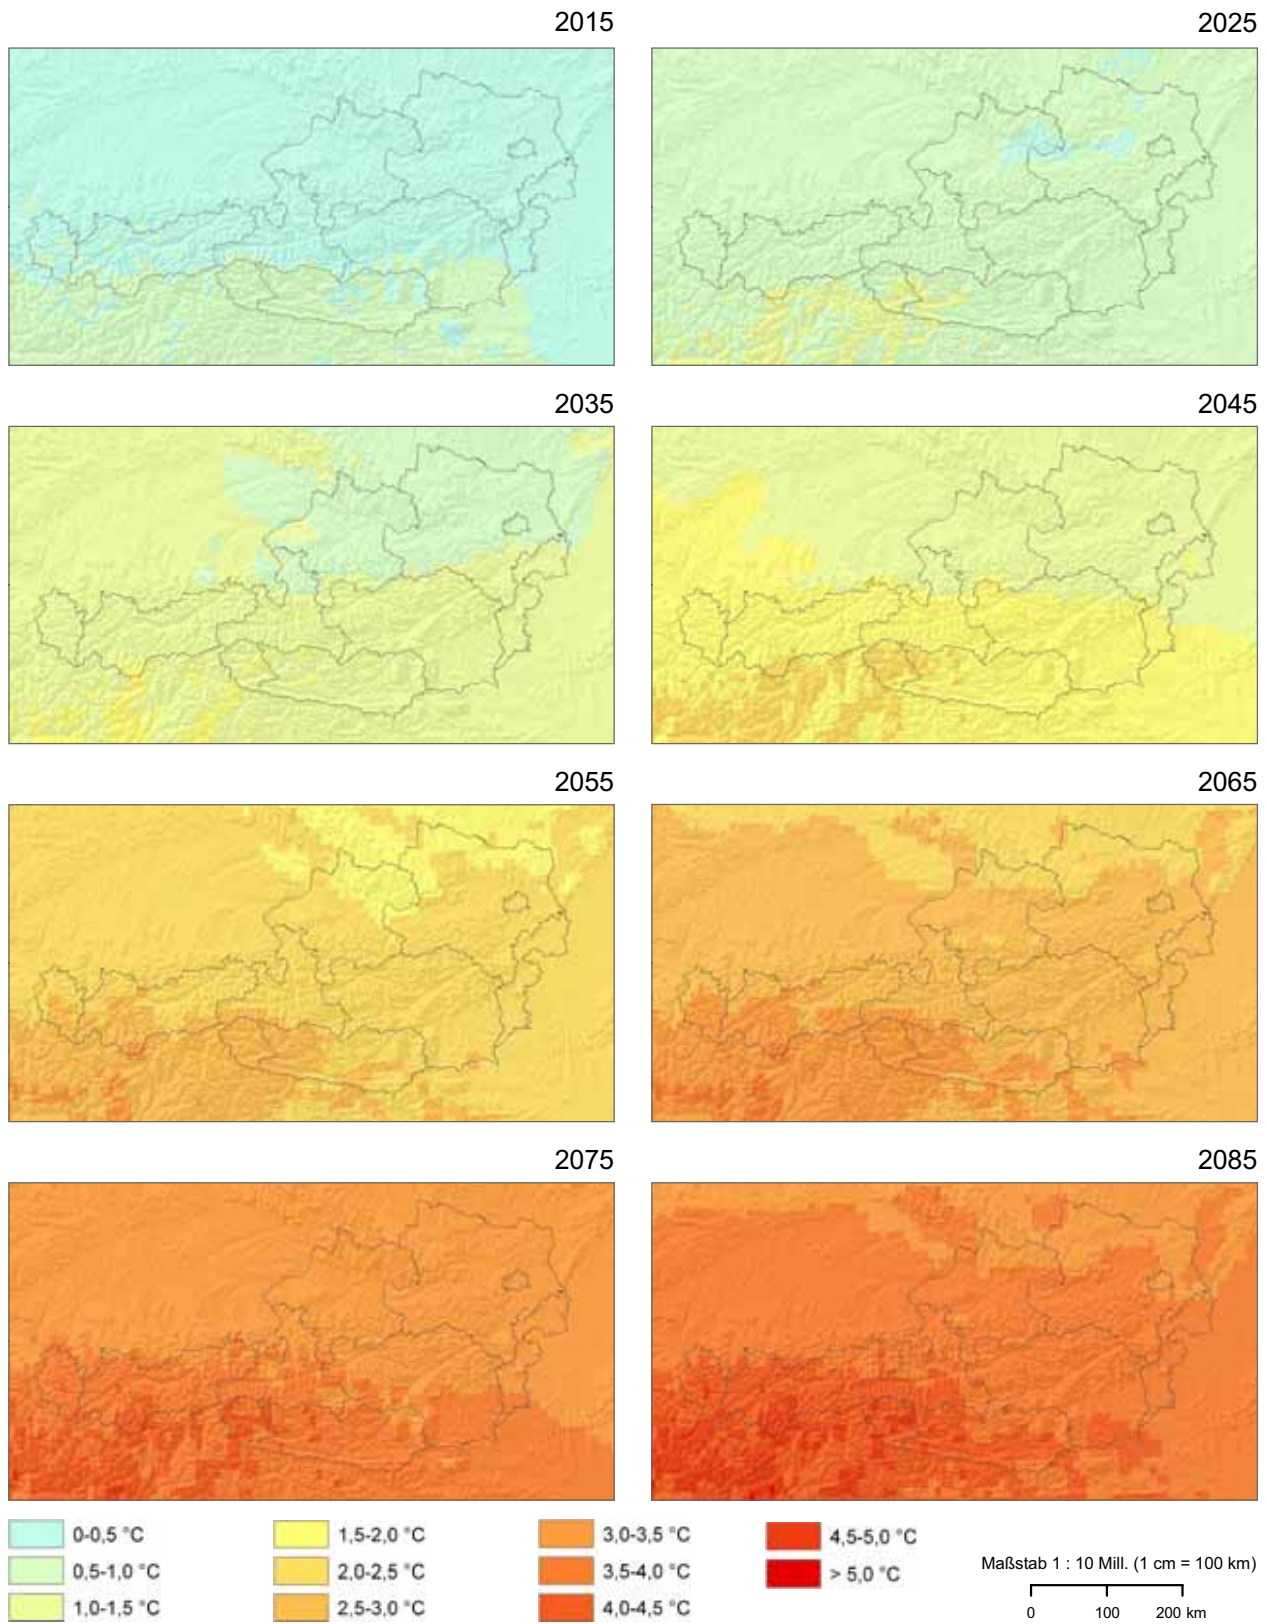 2015
2025
2035
2045
2055
2065
2075
2085
0-0,5 °C
0,5-1,0 °C
1,0-1,5 °C
1,5-2,0 °C
2,0-2,5 °C
2,5-3,0 °C
3,0-3,5 °C
3,5-4,0 °C
4,0-4,5 °C
4,5-5,0 °C
> 5,0 °C
Maßstab 1 : 10 Mill. (1 cm = 100 km)
0 100 200 km